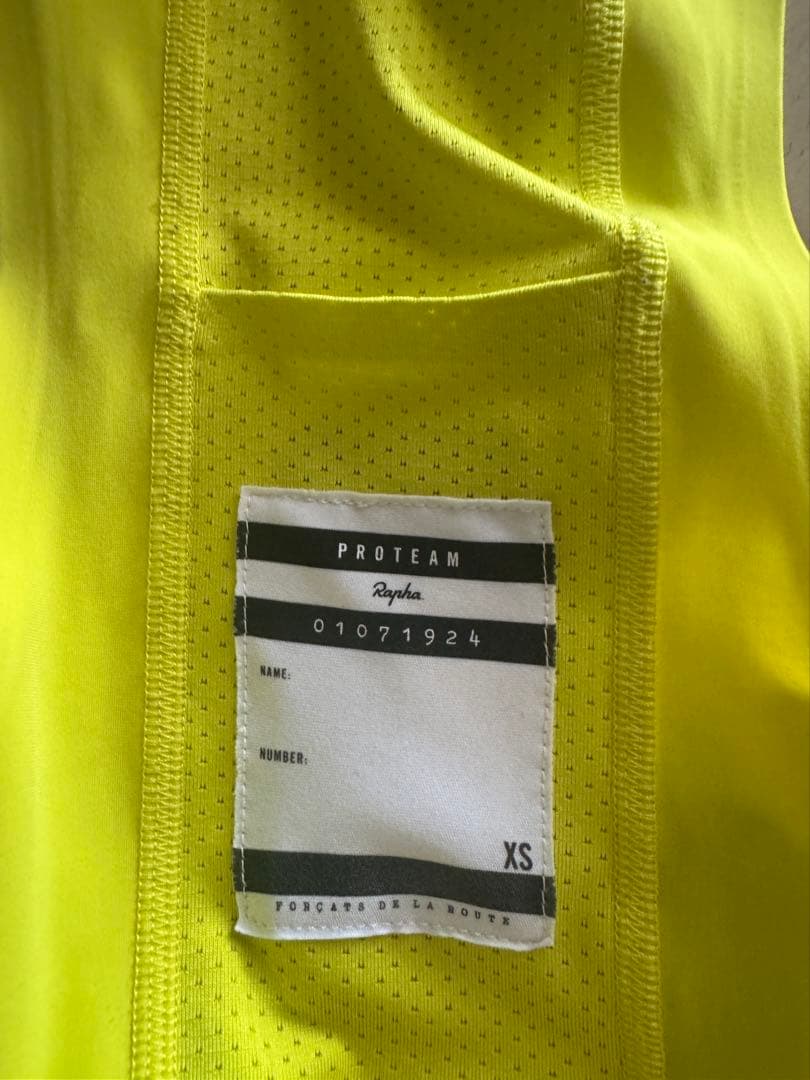 PROTEAM
Rapha
01071924
NAME:
NUMBER:
XS
FORÇATS DE LA ROUTE